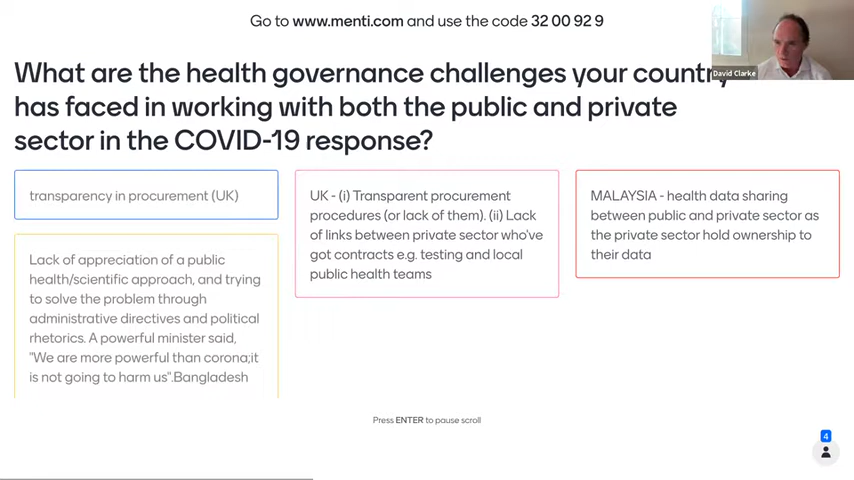 Go to www.menti.com and use the code 32 00 92 9
David Clarke
What are the health governance challenges your country
has faced in working with both the public and private
sector in the COVID-19 response?
transparency in procurement (UK)
Lack of appreciation of a public
health/scientific approach, and trying
to solve the problem through
administrative directives and political
rhetorics. A powerful minister said,
"We are more powerful than corona;it
is not going to harm us".Bangladesh
UK - (i) Transparent procurement
procedures (or lack of them). (ii) Lack
of links between private sector who've
got contracts e.g. testing and local
public health teams
MALAYSIA - health data sharing
between public and private sector as
the private sector hold ownership to
their data
Press ENTER to pause scroll
4